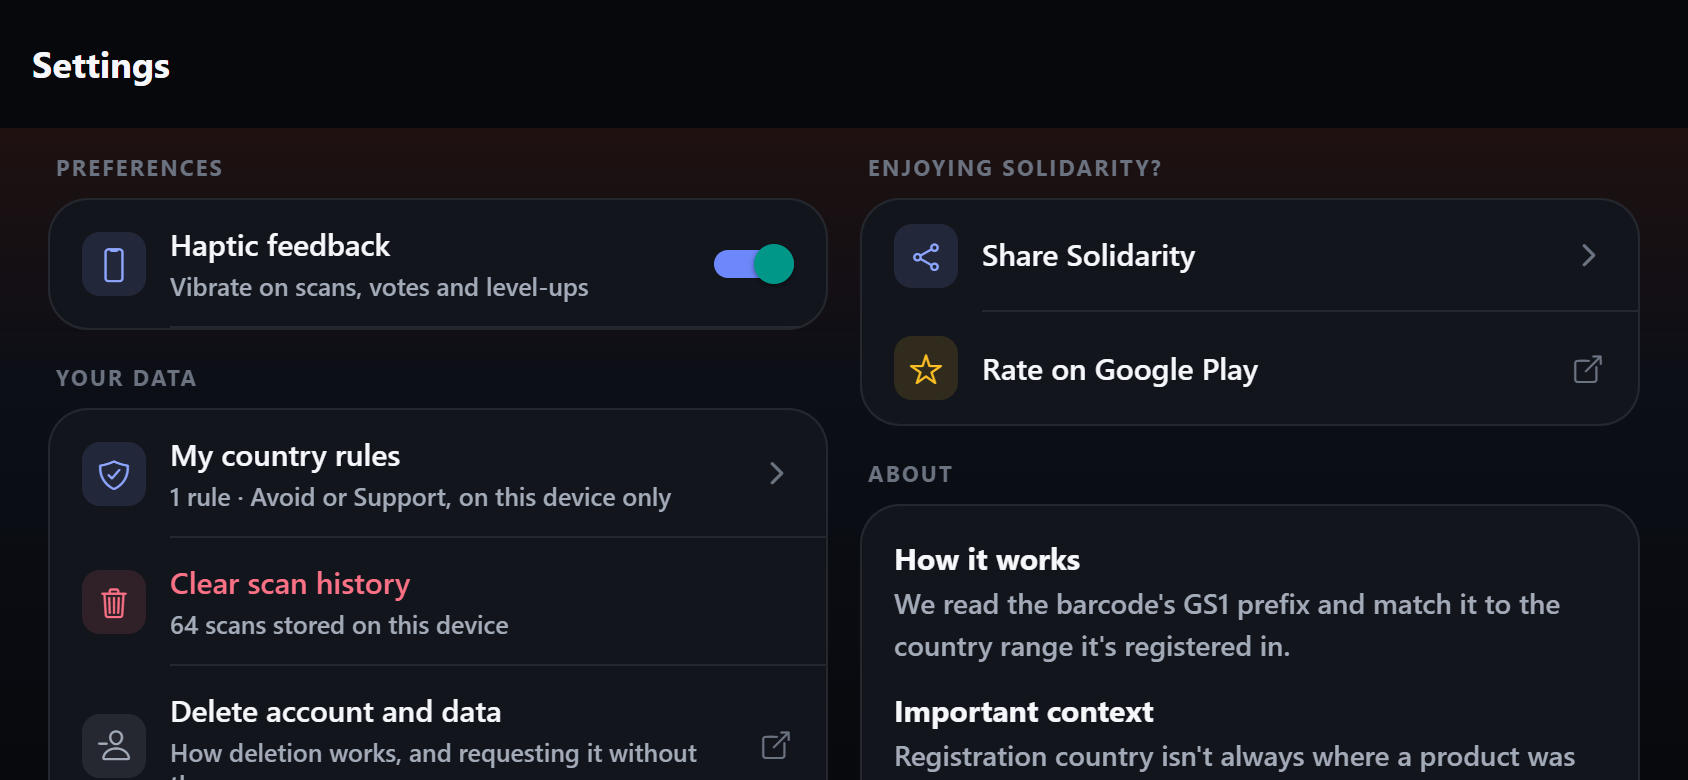 Settings
PREFERENCES
Haptic feedback
Vibrate on scans, votes and level-ups
YOUR DATA
My country rules
1 rule · Avoid or Support, on this device only
Clear scan history
64 scans stored on this device
Delete account and data
How deletion works, and requesting it without
ENJOYING SOLIDARITY?
Share Solidarity
Rate on Google Play
ABOUT
How it works
We read the barcode's GS1 prefix and match it to the
country range it's registered in.
Important context
Registration country isn't always where a product was